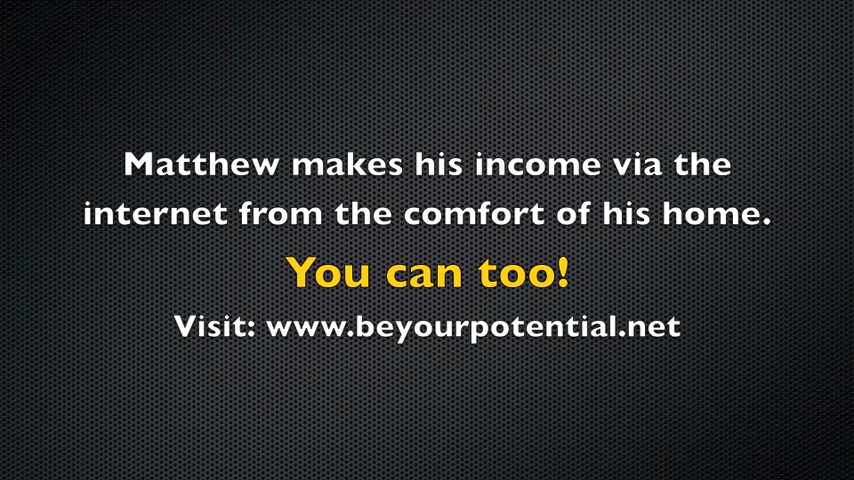 Matthew makes his income via the
internet from the comfort of his home.
You can too!
Visit: www.beyourpotential.net